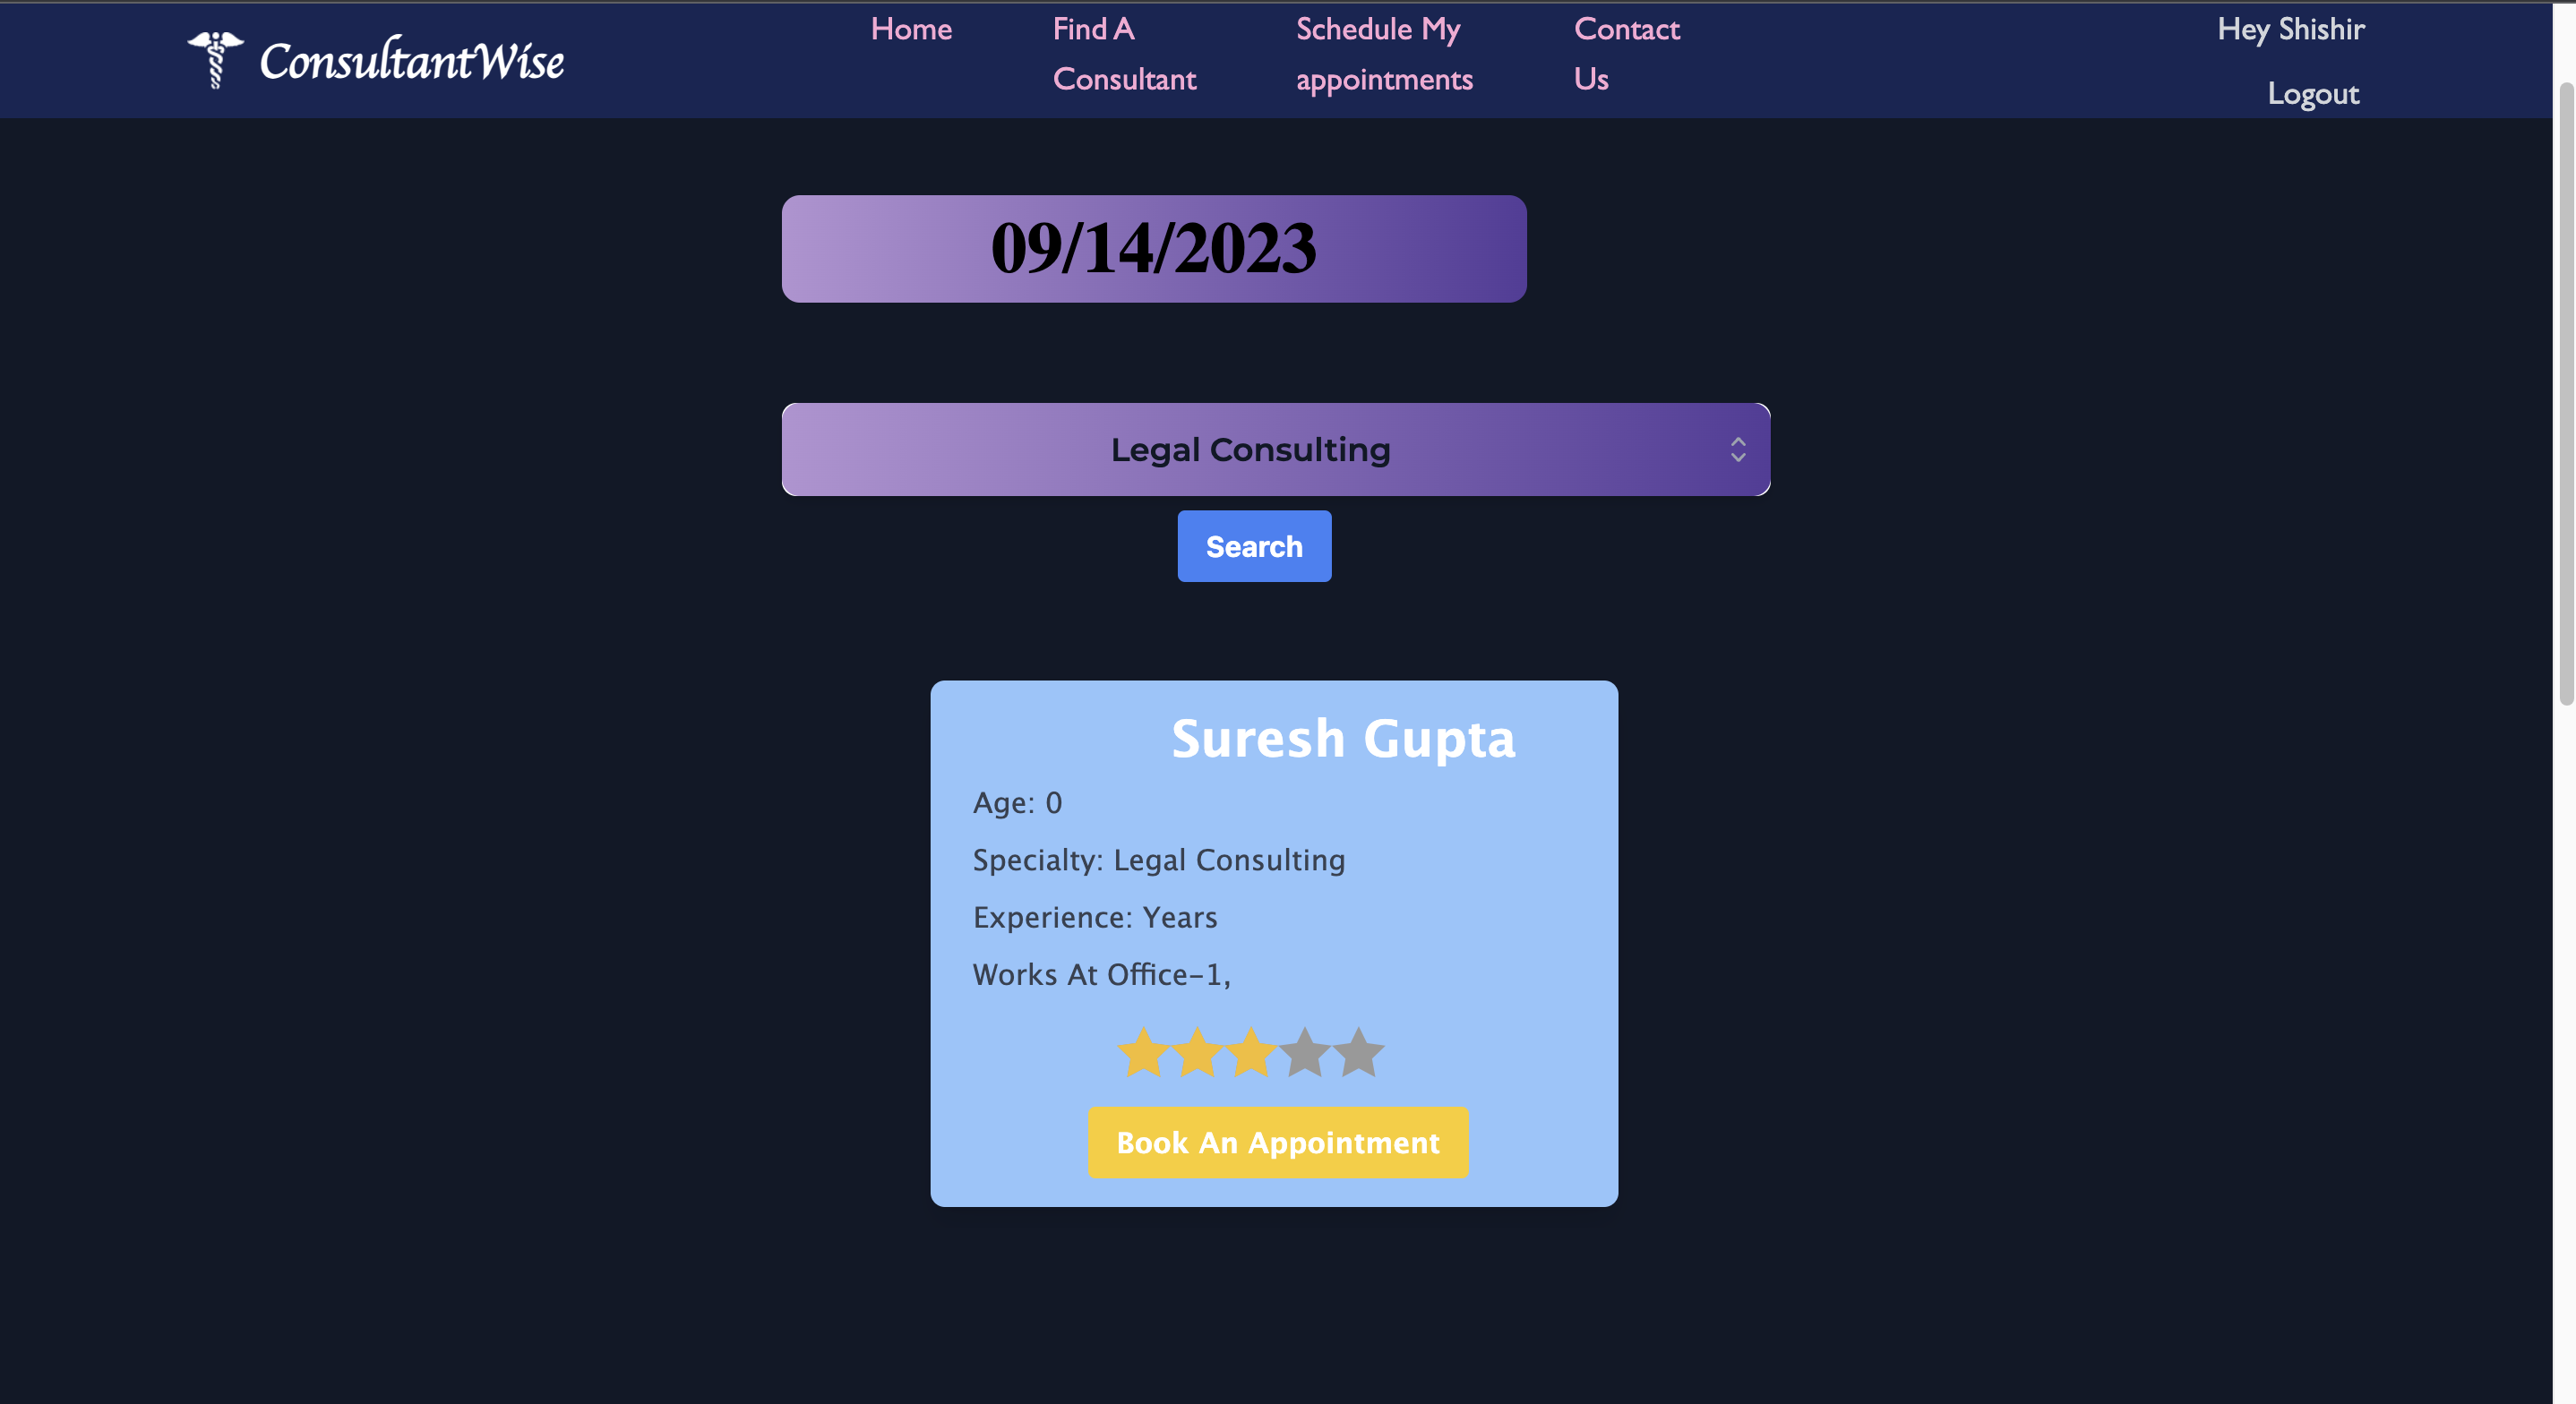 ConsultantWise
Home
Find A
Consultant
Schedule My
appointments
Contact
Us
Hey Shishir
Logout
09/14/2023
Legal Consulting
Search
Suresh Gupta
Age: 0
Specialty: Legal Consulting
Experience: Years
Works At Office-1,
Book An Appointment